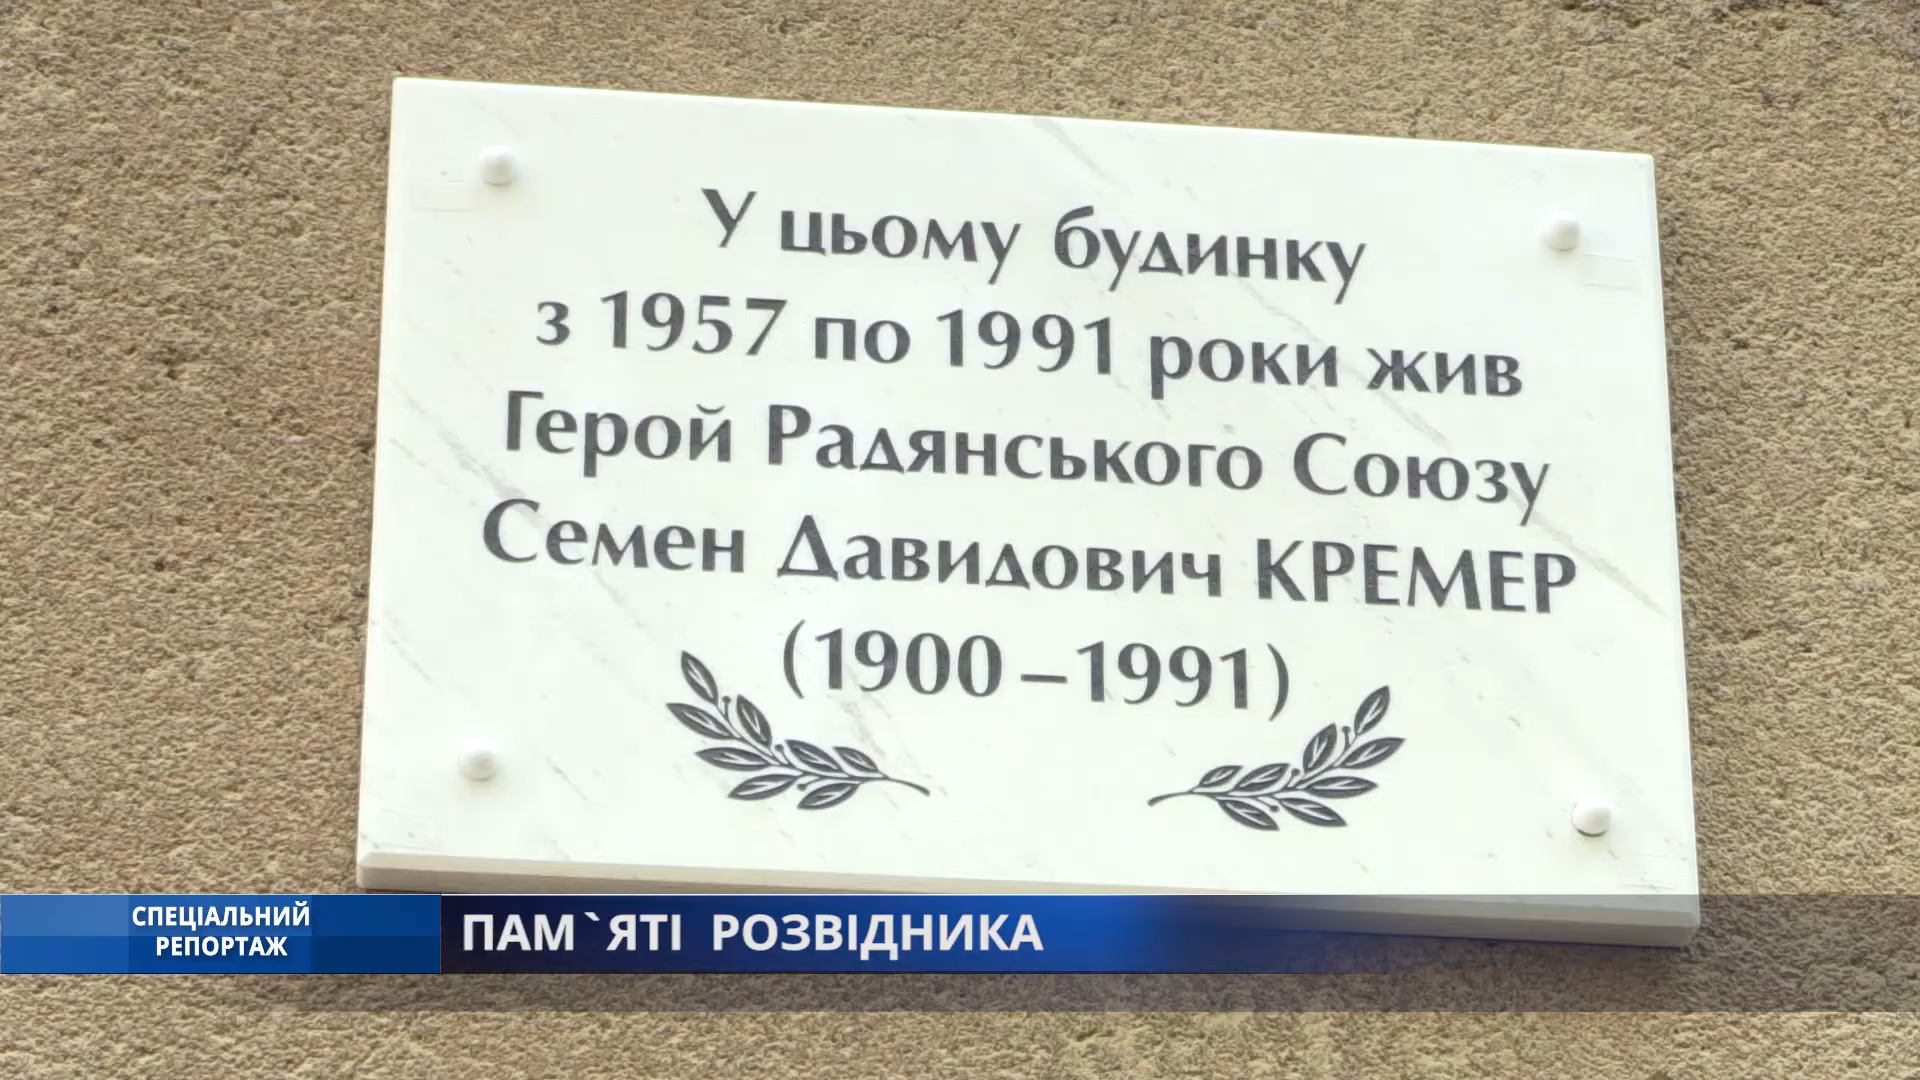 У цьому будинку
з 1957 по 1991 роки жив
Герой Радянського Союзу
Семен Давидович КРЕМЕР
(1900–1991)
СПЕЦІАЛЬНИЙ
РЕПОРТАЖ
ПАМ`ЯТІ РОЗВІДНИКА